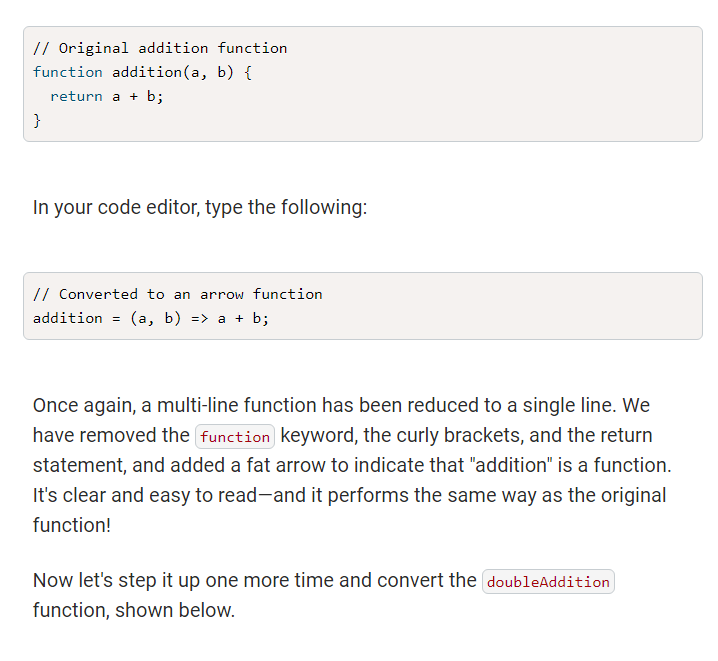 // Original addition function
function addition(a, b) {
  return a + b;
}
In your code editor, type the following:
// Converted to an arrow function
addition = (a, b) => a + b;
Once again, a multi-line function has been reduced to a single line. We
have removed the function keyword, the curly brackets, and the return
statement, and added a fat arrow to indicate that "addition" is a function.
It's clear and easy to read—and it performs the same way as the original
function!
Now let's step it up one more time and convert the doubleAddition
function, shown below.